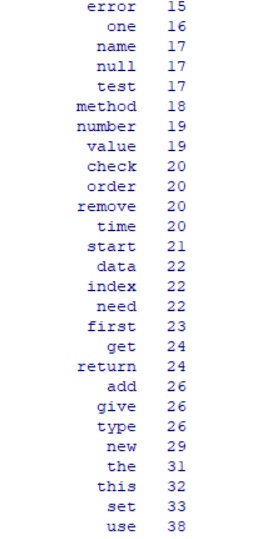 error 15
one 16
name 17
null 17
test 17
method 18
number 19
value 19
check 20
order 20
remove 20
time 20
start 21
data 22
index 22
need 22
first 23
get 24
return 24
add 26
give 26
type 26
new 29
the 31
this 32
set 33
use 38